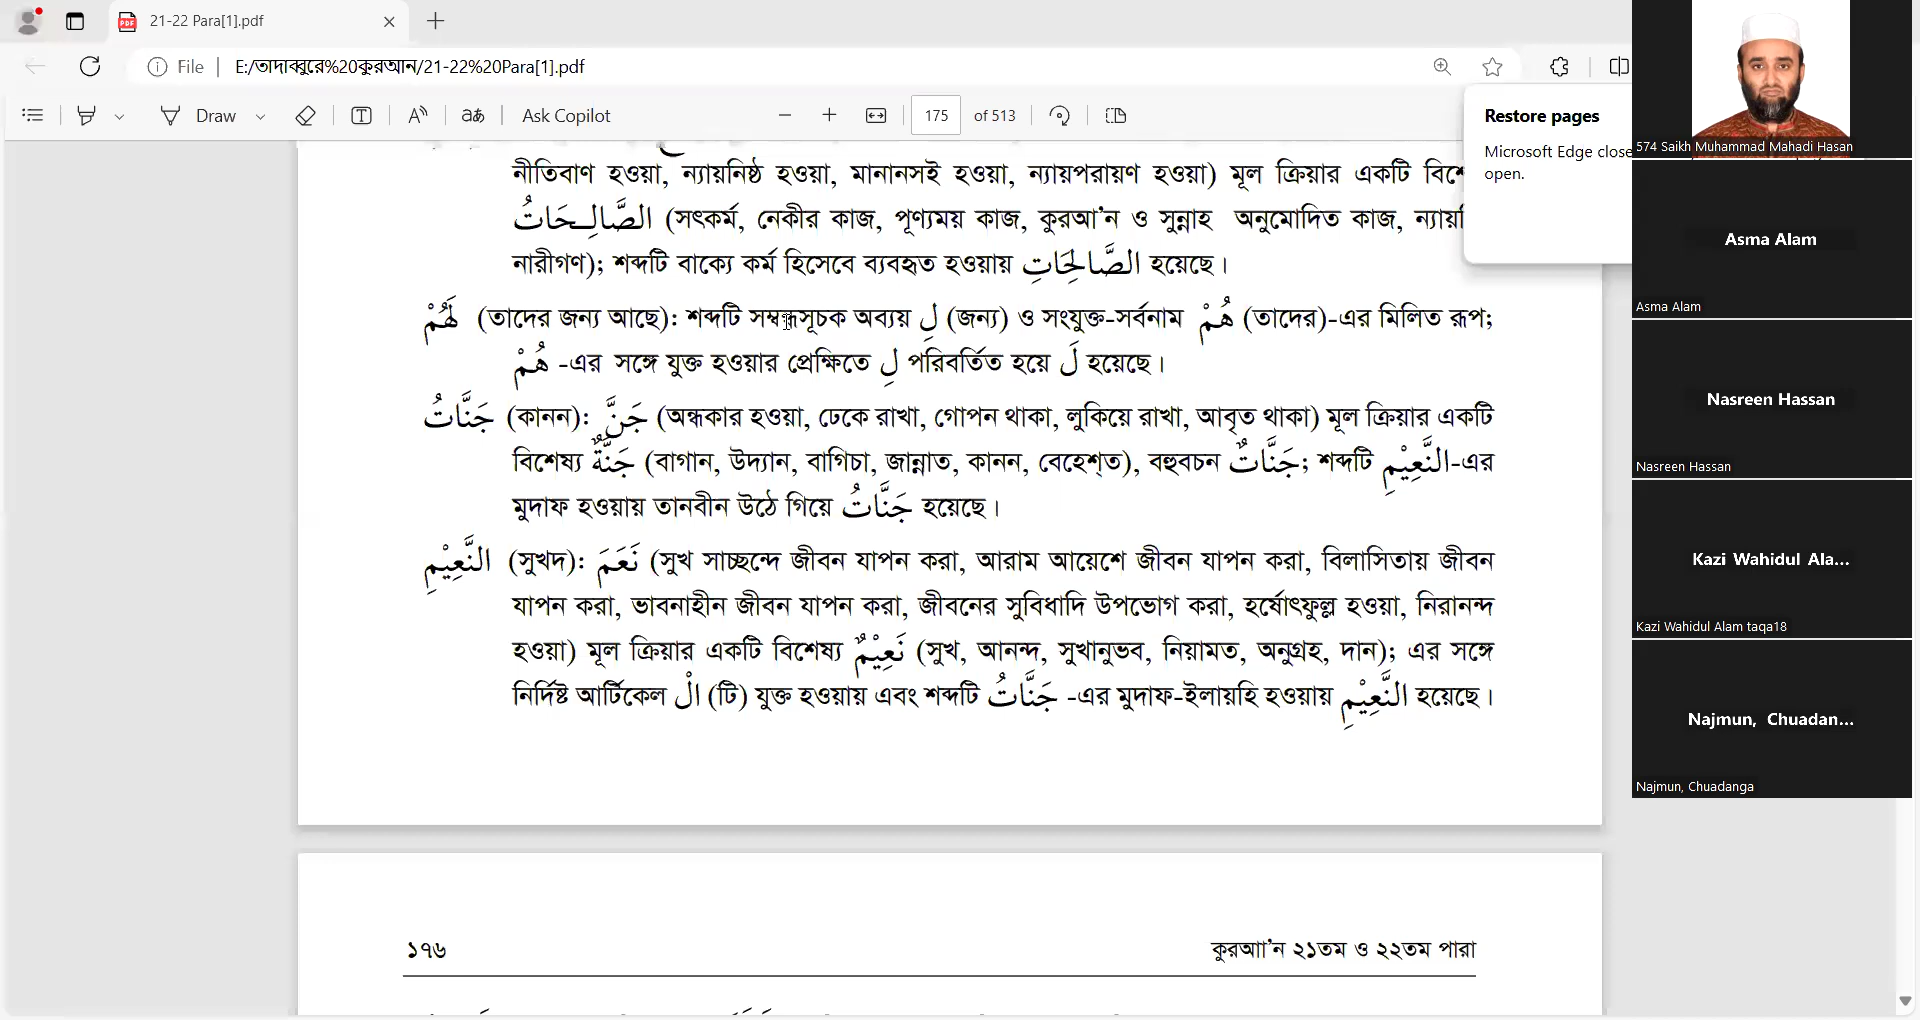 21-22 Para[1].pdf
File
E:/তাদাব্বুরে%20কুরআন/21-22%20Para[1].pdf
Draw
Ask Copilot
175 of 513
Restore pages
Microsoft Edge close
open.
নীতিবাণ হওয়া, ন্যায়নিষ্ঠ হওয়া, মানানসই হওয়া, ন্যায়পরায়ণ হওয়া) মূল ক্রিয়ার একটি বিশে
الصَّالِـحَاتُ (সৎকর্ম, নেকীর কাজ, পূণ্যময় কাজ, কুরআ'ন ও সুন্নাহ অনুমোদিত কাজ,
নারীগণ); শব্দটি বাক্যে কর্ম হিসেবে ব্যবহৃত হওয়ায় الصَّالِحَاتِ হয়েছে।
لَهُمْ (তাদের জন্য আছে): শব্দটি সম্বন্ধসূচক অব্যয় لِ (জন্য) ও সংযুক্ত-সর্বনাম هُمْ (তাদের)-এর মিলিত রূপ;
هُمْ -এর সঙ্গে যুক্ত হওয়ার প্রেক্ষিতে لِ পরিবর্তিত হয়ে لَ হয়েছে।
جَنَّاتُ (কানন): جَنَّ (অন্ধকার হওয়া, ঢেকে রাখা, গোপন থাকা, লুকিয়ে রাখা, আবৃত থাকা) মূল ক্রিয়ার একটি
বিশেষ্য جَنَّةٌ (বাগান, উদ্যান, বাগিচা, জান্নাত, কানন, বেহেশ্ত), বহুবচন جَنَّاتٌ; শব্দটি النَّعِيْمِ-এর
মুদাফ হওয়ায় তানবীন উঠে গিয়ে جَنَّاتُ হয়েছে।
النَّعِيْمِ (সুখদ): نَعَمَ (সুখ সাচ্ছন্দে জীবন যাপন করা, আরাম আয়েশে জীবন যাপন করা, বিলাসিতায় জীবন
যাপন করা, ভাবনাহীন জীবন যাপন করা, জীবনের সুবিধাদি উপভোগ করা, হর্ষোৎফুল্ল হওয়া, নিরানন্দ
হওয়া) মূল ক্রিয়ার একটি বিশেষ্য نَعِيْمٌ (সুখ, আনন্দ, সুখানুভব, নিয়ামত, অনুগ্রহ, দান); এর সঙ্গে
নির্দিষ্ট আর্টিকেল الْ (টি) যুক্ত হওয়ায় এবং শব্দটি جَنَّاتُ -এর মুদাফ-ইলায়হি হওয়ায় النَّعِيْمِ হয়েছে।
১৭৬ কুরআ'ন ২১তম ও ২২তম পারা
574 Saikh Muhammad Mahadi Hasan
Asma Alam
Asma Alam
Nasreen Hassan
Nasreen Hassan
Kazi Wahidul Ala...
Kazi Wahidul Alam taqa18
Najmun, Chuadan...
Najmun, Chuadanga